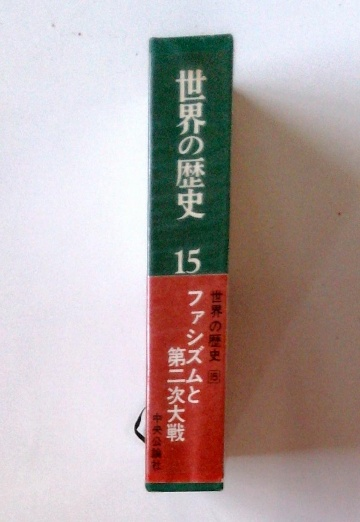 世界の歴史
15
世界の歴史 15
ファシズムと
第二次大戦
中央公論社